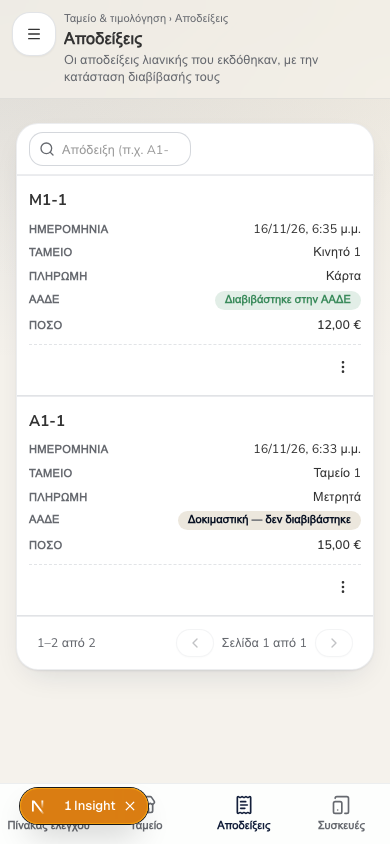 Ταμείο & τιμολόγηση › Αποδείξεις
Αποδείξεις
Οι αποδείξεις λιανικής που εκδόθηκαν, με την
κατάσταση διαβίβασής τους
Απόδειξη (π.χ. A1-
M1-1
ΗΜΕΡΟΜΗΝΙΑ 16/11/26, 6:35 μ.μ.
ΤΑΜΕΙΟ Κινητό 1
ΠΛΗΡΩΜΗ Κάρτα
ΑΑΔΕ Διαβιβάστηκε στην ΑΑΔΕ
ΠΟΣΟ 12,00 €
A1-1
ΗΜΕΡΟΜΗΝΙΑ 16/11/26, 6:33 μ.μ.
ΤΑΜΕΙΟ Ταμείο 1
ΠΛΗΡΩΜΗ Μετρητά
ΑΑΔΕ Δοκιμαστική — δεν διαβιβάστηκε
ΠΟΣΟ 15,00 €
1–2 από 2 Σελίδα 1 από 1
N 1 Insight
Πίνακας ελέγχου Ταμείο Αποδείξεις Συσκευές